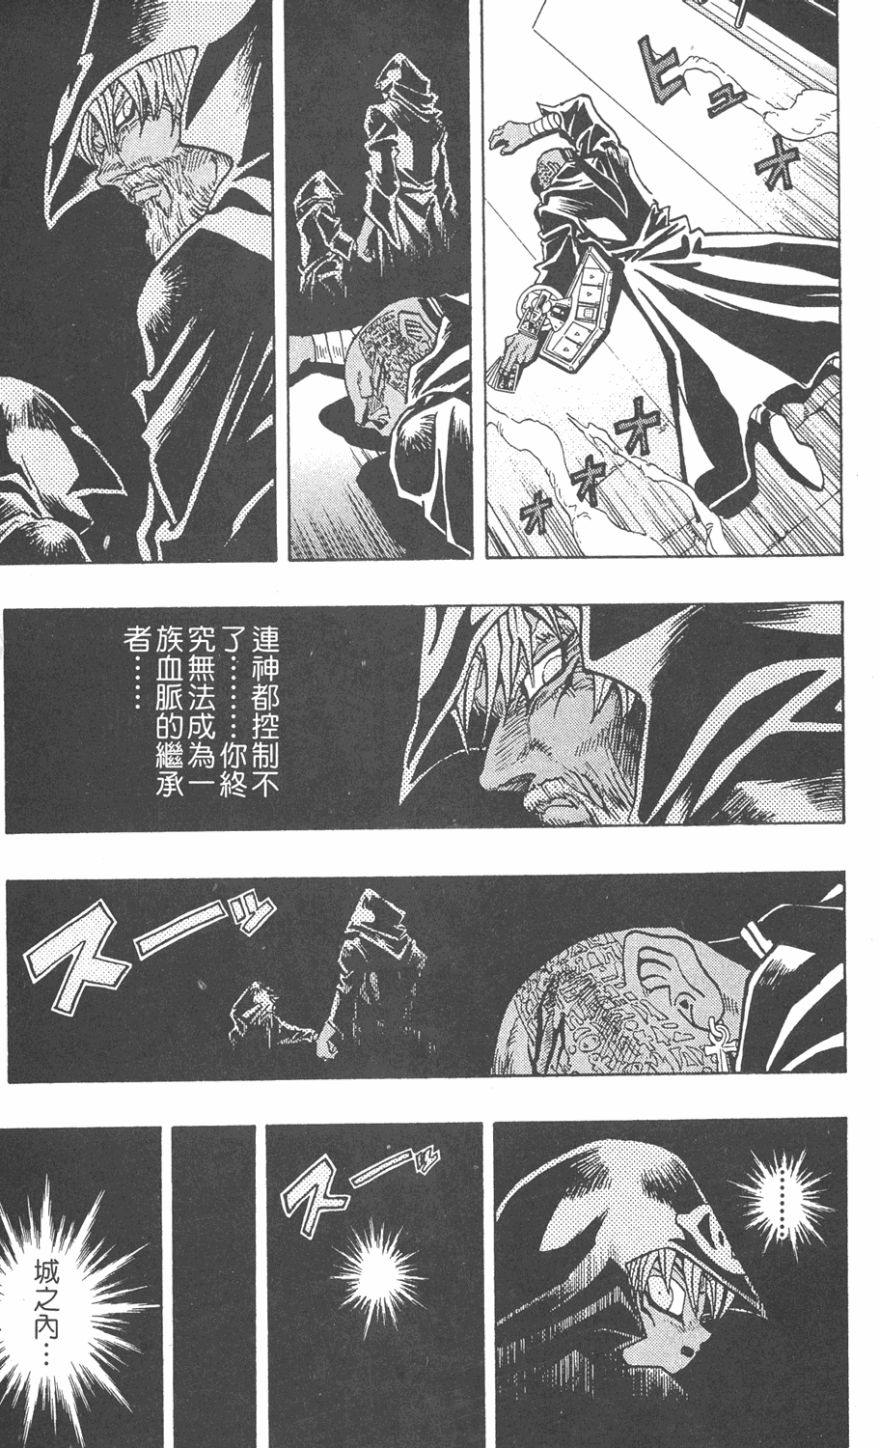 ヒュオオオオ
連神都控制不
了………你終
究無法成為一
族血脈的繼承
者……
スーッ
………
スーッ
城之內…